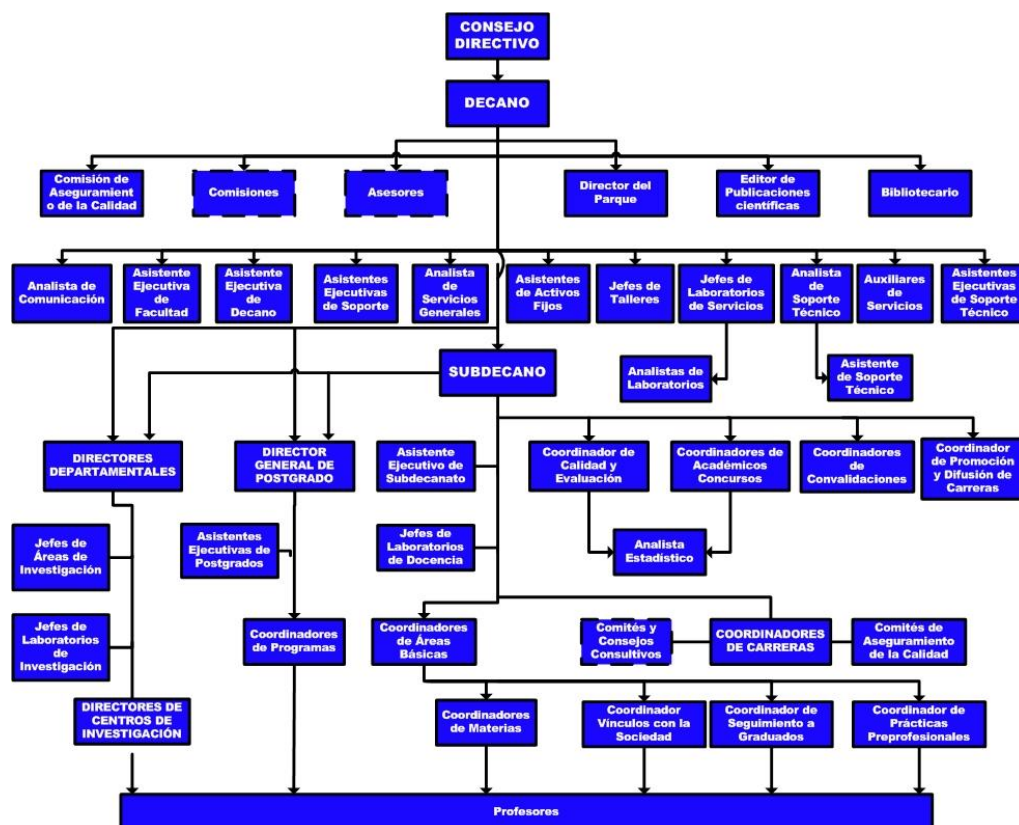 CONSEJO
DIRECTIVO
DECANO
Comisión de
Aseguramient
o de la Calidad
Comisiones
Asesores
Director del
Parque
Editor de
Publicaciones
científicas
Bibliotecario
Analista de
Comunicación
Asistente
Ejecutiva
de
Facultad
Asistente
Ejecutiva
de
Decano
Asistentes
Ejecutivas
de Soporte
Analista
de
Servicios
Generales
Asistentes
de Activos
Fijos
Jefes de
Talleres
Jefes de
Laboratorios
de Servicios
Analista
de
Soporte
Técnico
Auxiliares
de
Servicios
Asistentes
Ejecutivas
de Soporte
Técnico
SUBDECANO
Analistas de
Laboratorios
Asistente
de Soporte
Técnico
DIRECTORES
DEPARTAMENTALES
DIRECTOR
GENERAL DE
POSTGRADO
Asistente
Ejecutivo de
Subdecanato
Coordinador de
Calidad y
Evaluación
Coordinadores de
Académicos
Concursos
Coordinadores
de
Convalidaciones
Coordinador
de Promoción
y Difusión de
Carreras
Jefes de
Áreas de
Investigación
Asistentes
Ejecutivas de
Postgrados
Jefes de
Laboratorios
de Docencia
Analista
Estadístico
Jefes de
Laboratorios de
Investigación
Coordinadores
de Programas
Coordinadores
de Áreas
Básicas
Comités y
Consejos
Consultivos
COORDINADORES
DE CARRERAS
Comités de
Aseguramiento
de la Calidad
DIRECTORES DE
CENTROS DE
INVESTIGACIÓN
Coordinadores
de Materias
Coordinador
Vínculos con la
Sociedad
Coordinador de
Seguimiento a
Graduados
Coordinador de
Prácticas
Preprofesionales
Profesores